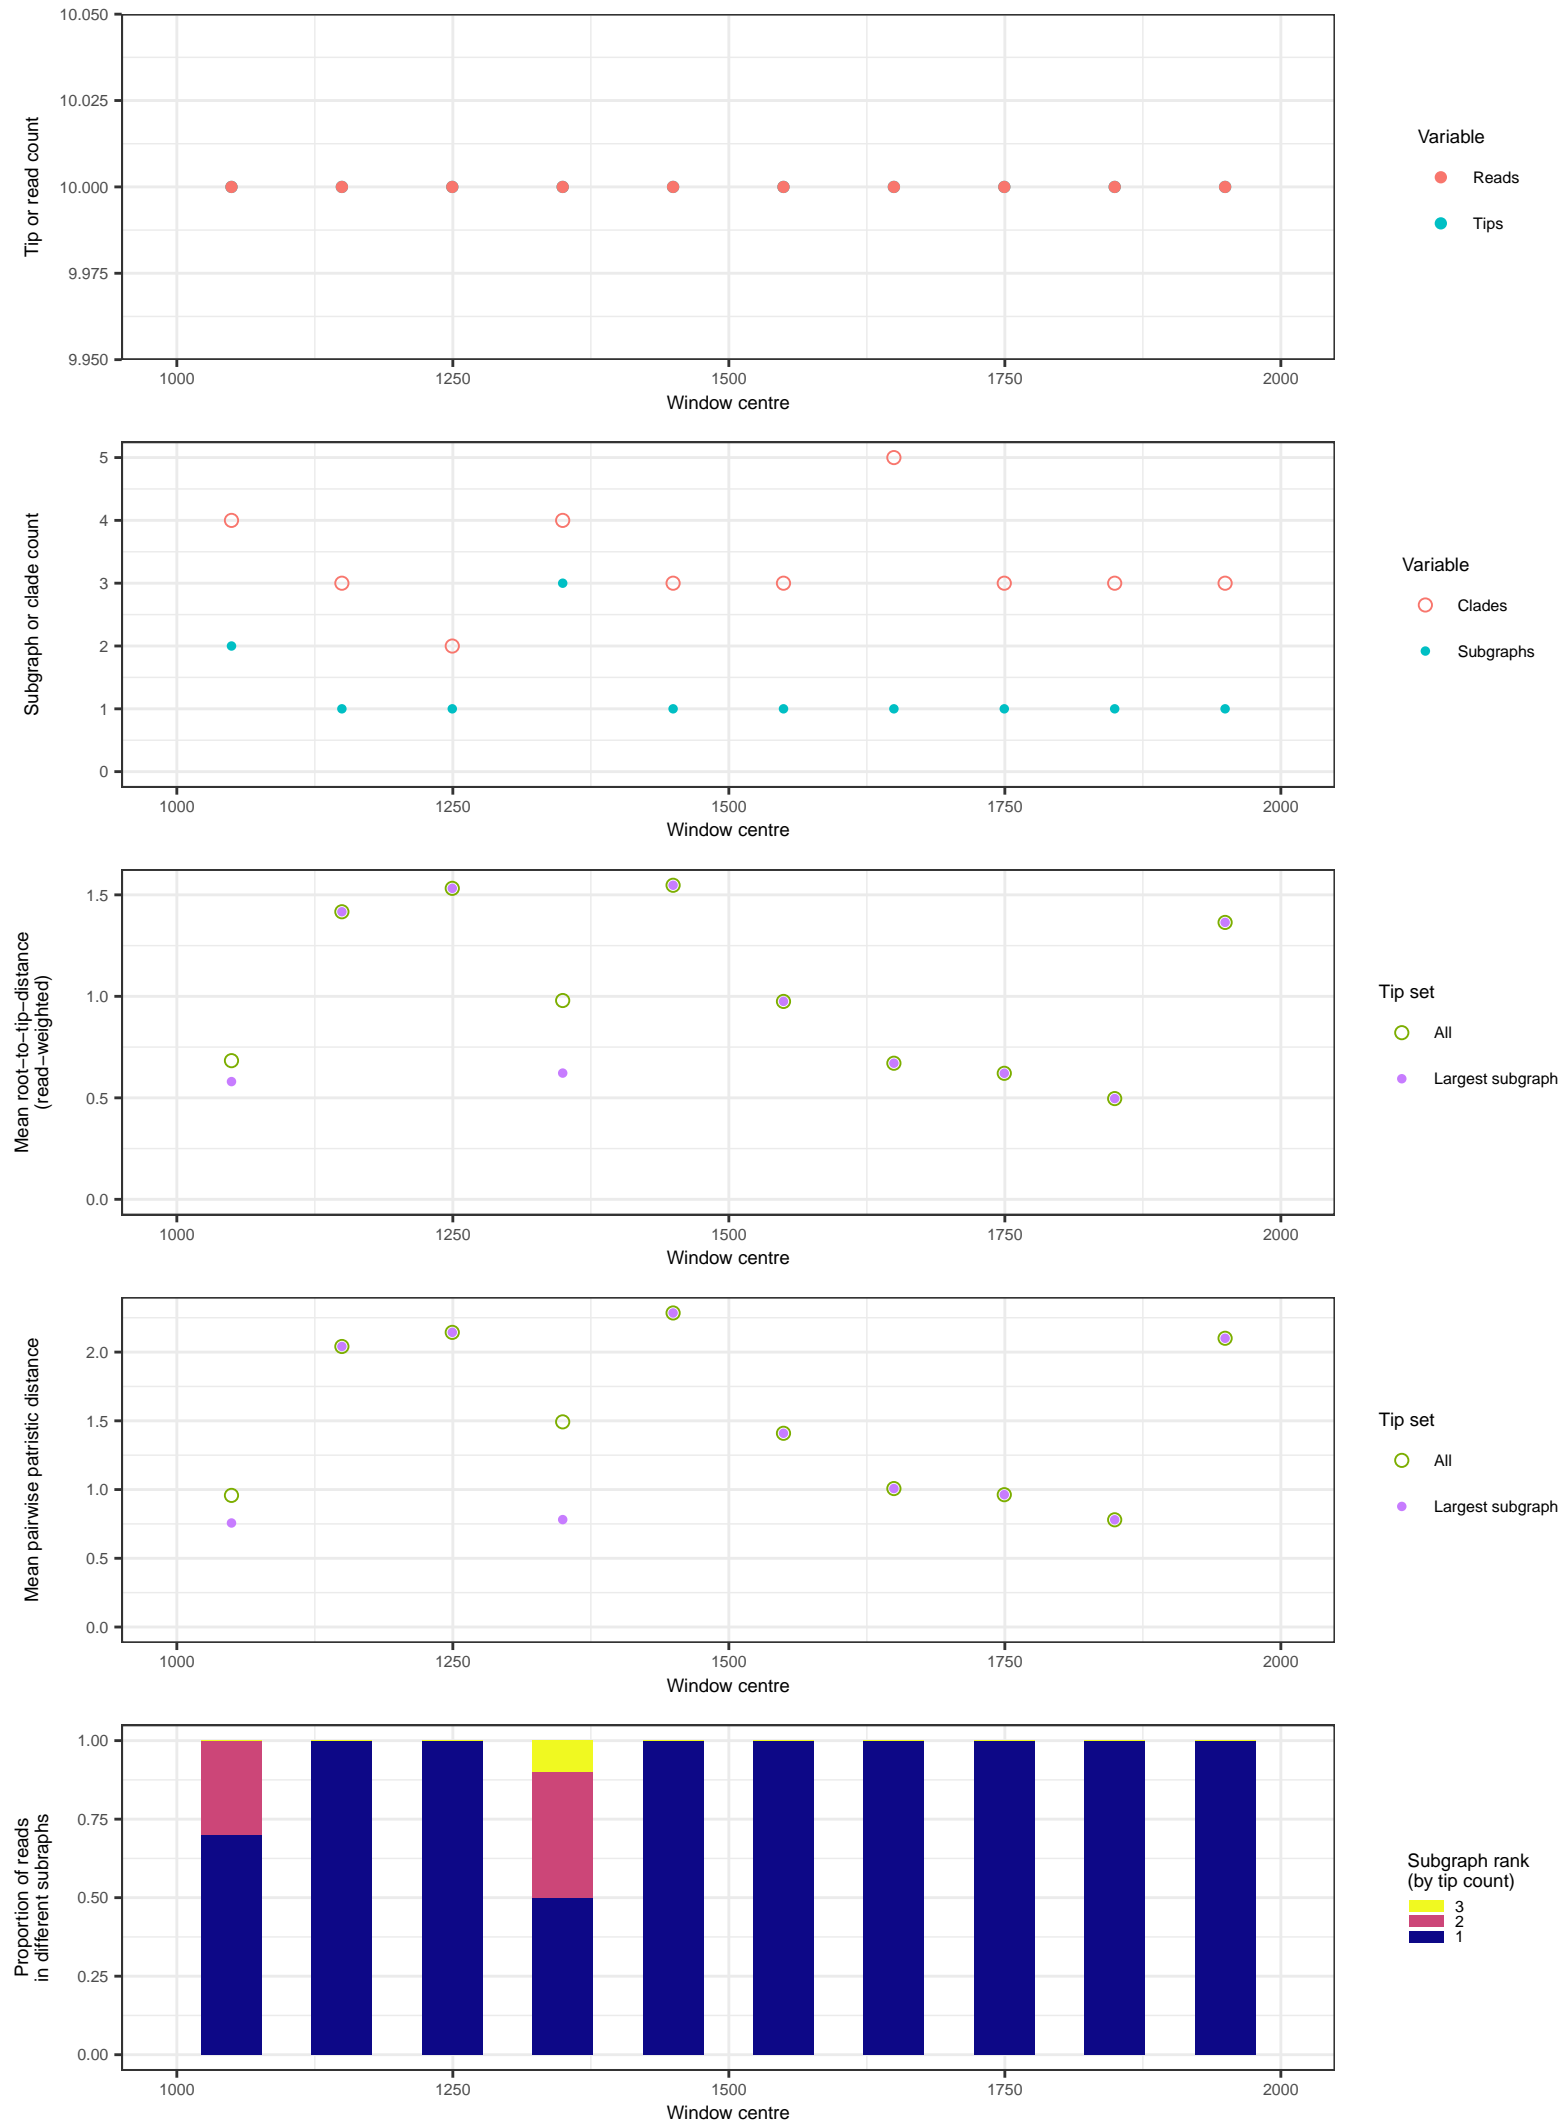 10.050
10.025
10.000
9.975
9.950
Tip or read count
1000 1250 1500 1750 2000
Window centre
Variable
Reads
Tips
5
4
3
2
1
0
Subgraph or clade count
1000 1250 1500 1750 2000
Window centre
Variable
Clades
Subgraphs
1.5
1.0
0.5
0.0
Mean root−to−tip−distance
(read−weighted)
1000 1250 1500 1750 2000
Window centre
Tip set
All
Largest subgraph
2.0
1.5
1.0
0.5
0.0
Mean pairwise patristic distance
1000 1250 1500 1750 2000
Window centre
Tip set
All
Largest subgraph
1.00
0.75
0.50
0.25
0.00
Proportion of reads
in different subraphs
1000 1250 1500 1750 2000
Window centre
Subgraph rank
(by tip count)
3
2
1